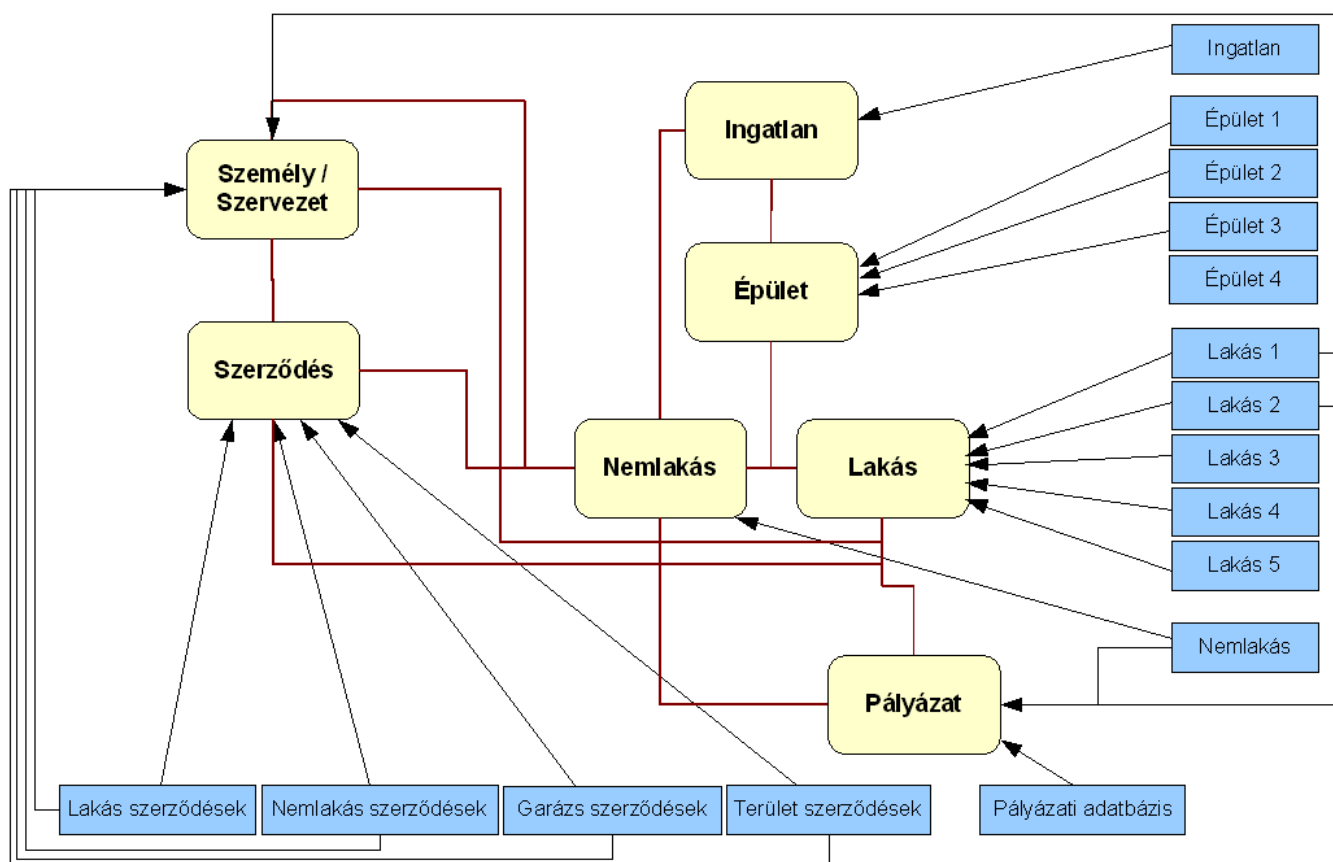 Ingatlan
Ingatlan
Épület 1
Személy /
Szervezet
Épület 2
Épület 3
Épület
Épület 4
Szerződés
Lakás 1
Lakás 2
Nemlakás
Lakás
Lakás 3
Lakás 4
Lakás 5
Nemlakás
Pályázat
Lakás szerződések
Nemlakás szerződések
Garázs szerződések
Terület szerződések
Pályázati adatbázis